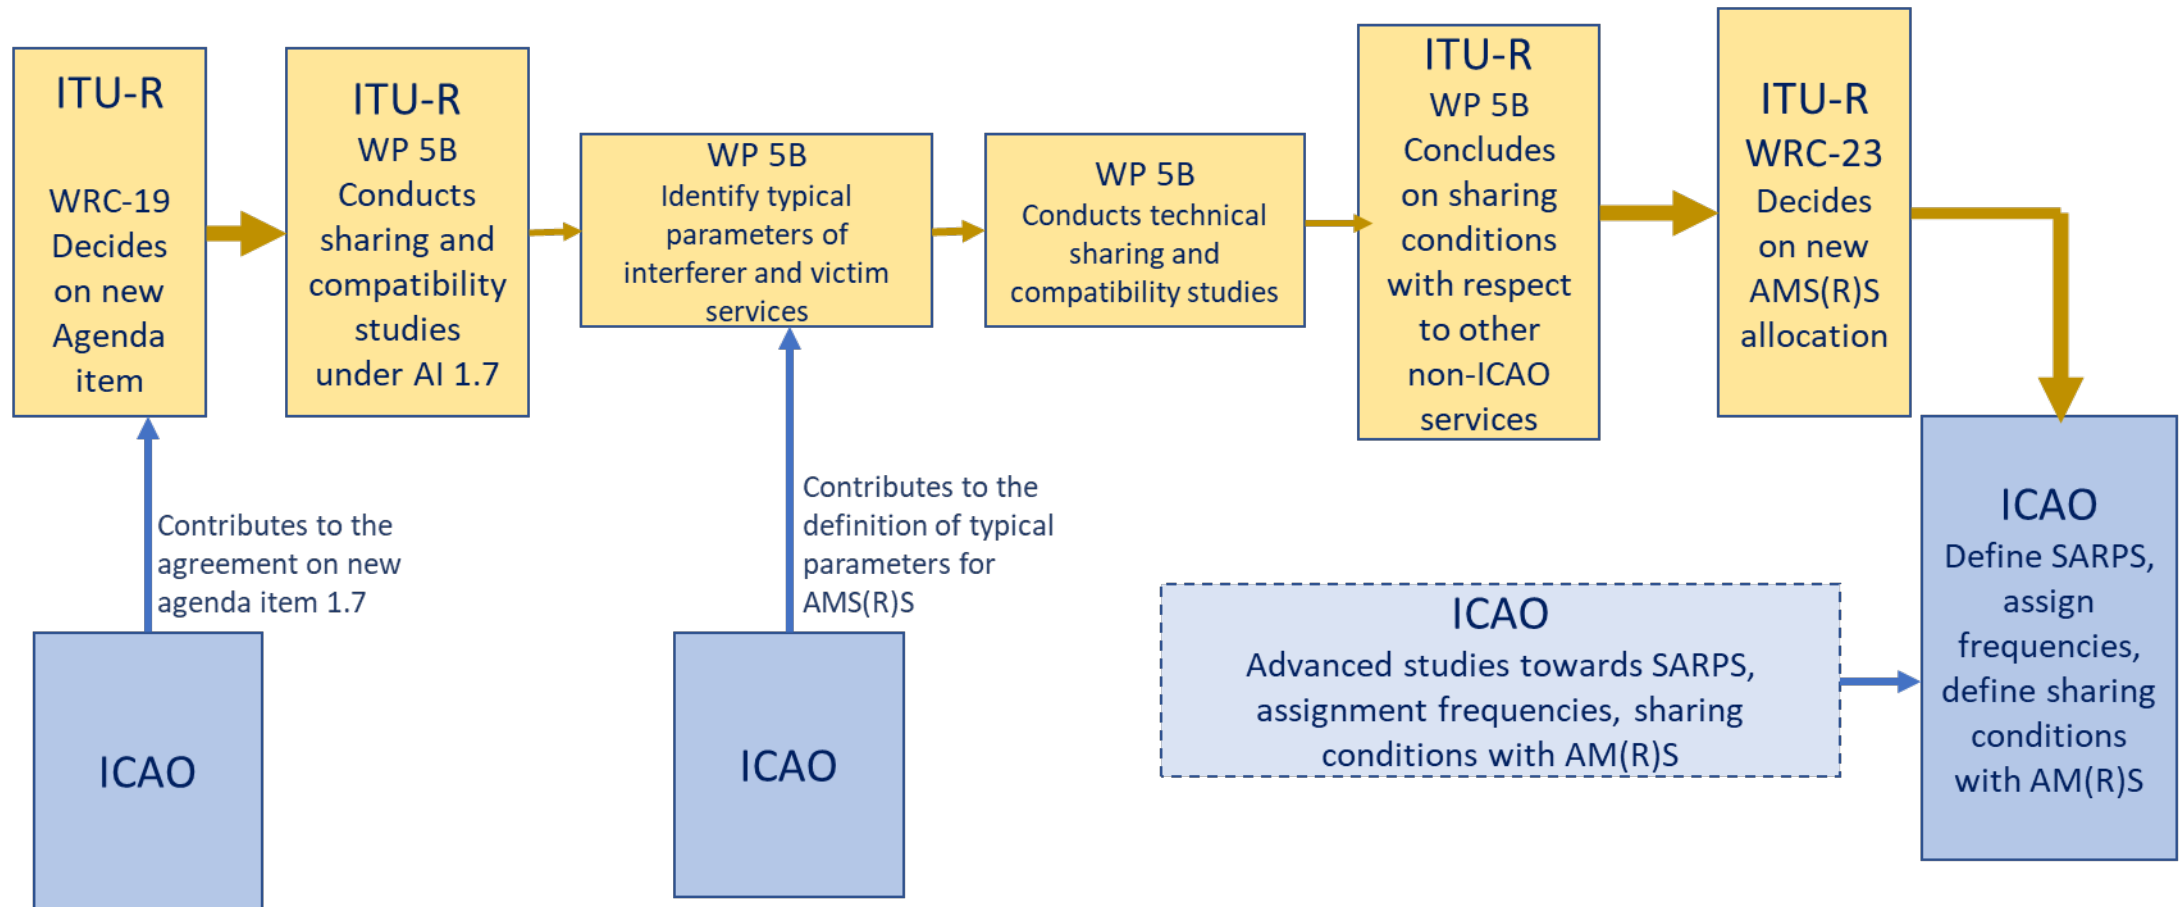 ITU-R
WRC-19
Decides
on new
Agenda
item
ITU-R
WP 5B
Conducts
sharing and
compatibility
studies
under AI 1.7
WP 5B
Identify typical
parameters of
interferer and victim
services
WP 5B
Conducts technical
sharing and
compatibility studies
ITU-R
WP 5B
Concludes
on sharing
conditions
with respect
to other
non-ICAO
services
ITU-R
WRC-23
Decides
on new
AMS(R)S
allocation
Contributes to the
agreement on new
agenda item 1.7
ICAO
Contributes to the
definition of typical
parameters for
AMS(R)S
ICAO
ICAO
Advanced studies towards SARPS,
assignment frequencies, sharing
conditions with AM(R)S
ICAO
Define SARPS,
assign
frequencies,
define sharing
conditions
with AM(R)S